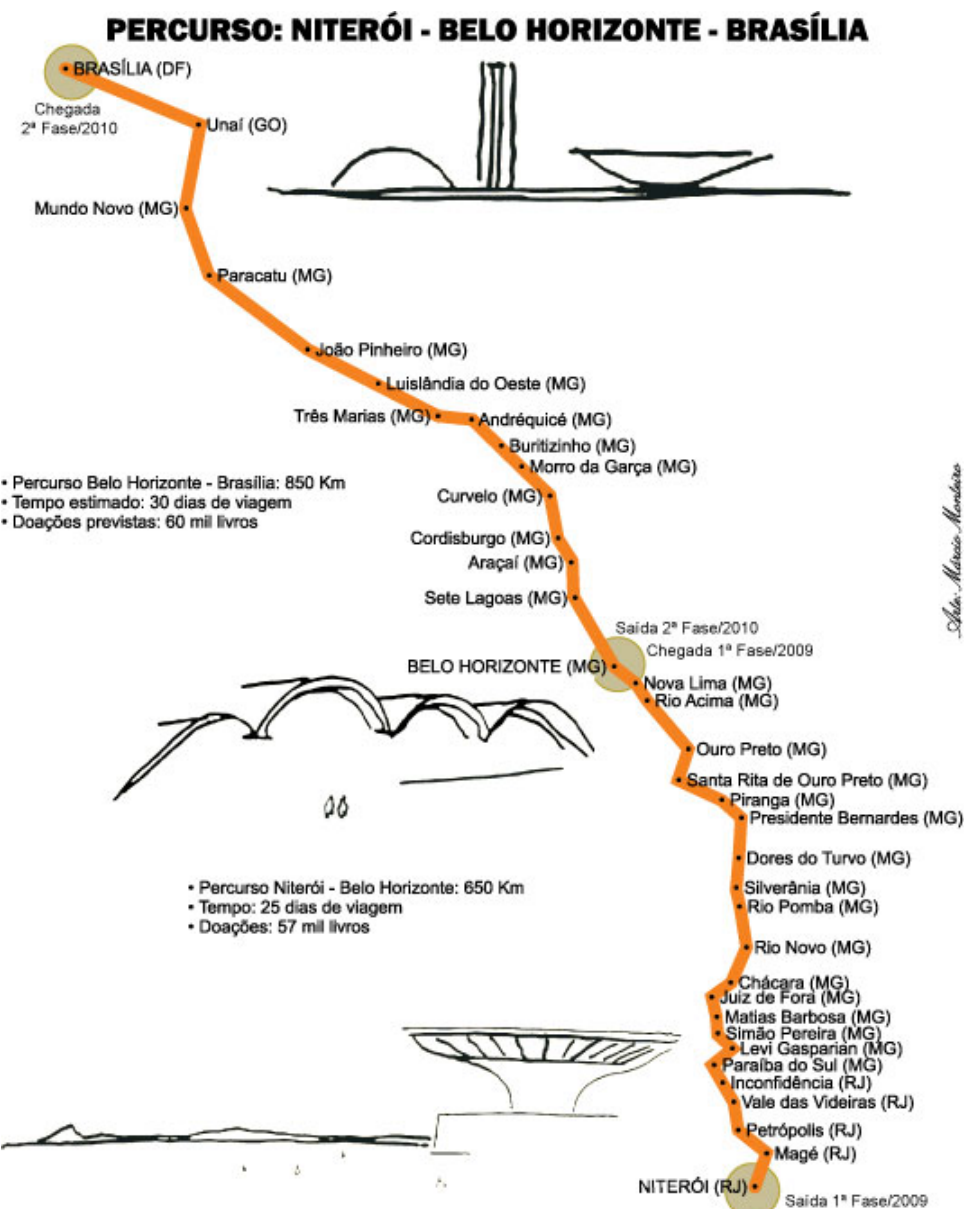 PERCURSO: NITERÓI - BELO HORIZONTE - BRASÍLIA
BRASÍLIA (DF)
Chegada
2ª Fase/2010
Unaí (GO)
Mundo Novo (MG)
Paracatu (MG)
João Pinheiro (MG)
Luislândia do Oeste (MG)
Três Marias (MG)
Andréquicé (MG)
Buritizinho (MG)
Morro da Garça (MG)
• Percurso Belo Horizonte - Brasília: 850 Km
• Tempo estimado: 30 dias de viagem
• Doações previstas: 60 mil livros
Curvelo (MG)
Cordisburgo (MG)
Araçaí (MG)
Sete Lagoas (MG)
Arte: Márcio Monteiro
Saída 2ª Fase/2010
Chegada 1ª Fase/2009
BELO HORIZONTE (MG)
Nova Lima (MG)
Rio Acima (MG)
Ouro Preto (MG)
Santa Rita de Ouro Preto (MG)
Piranga (MG)
Presidente Bernardes (MG)
Dores do Turvo (MG)
• Percurso Niterói - Belo Horizonte: 650 Km
• Tempo: 25 dias de viagem
• Doações: 57 mil livros
Silverânia (MG)
Rio Pomba (MG)
Rio Novo (MG)
Chácara (MG)
Juiz de Fora (MG)
Matias Barbosa (MG)
Simão Pereira (MG)
Levi Gasparian (MG)
Paraíba do Sul (MG)
Inconfidência (RJ)
Vale das Videiras (RJ)
Petrópolis (RJ)
Magé (RJ)
NITERÓI (RJ)
Saída 1ª Fase/2009